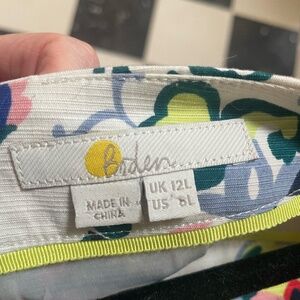 Boden
MADE IN
CHINA
UK 12L
US 8L